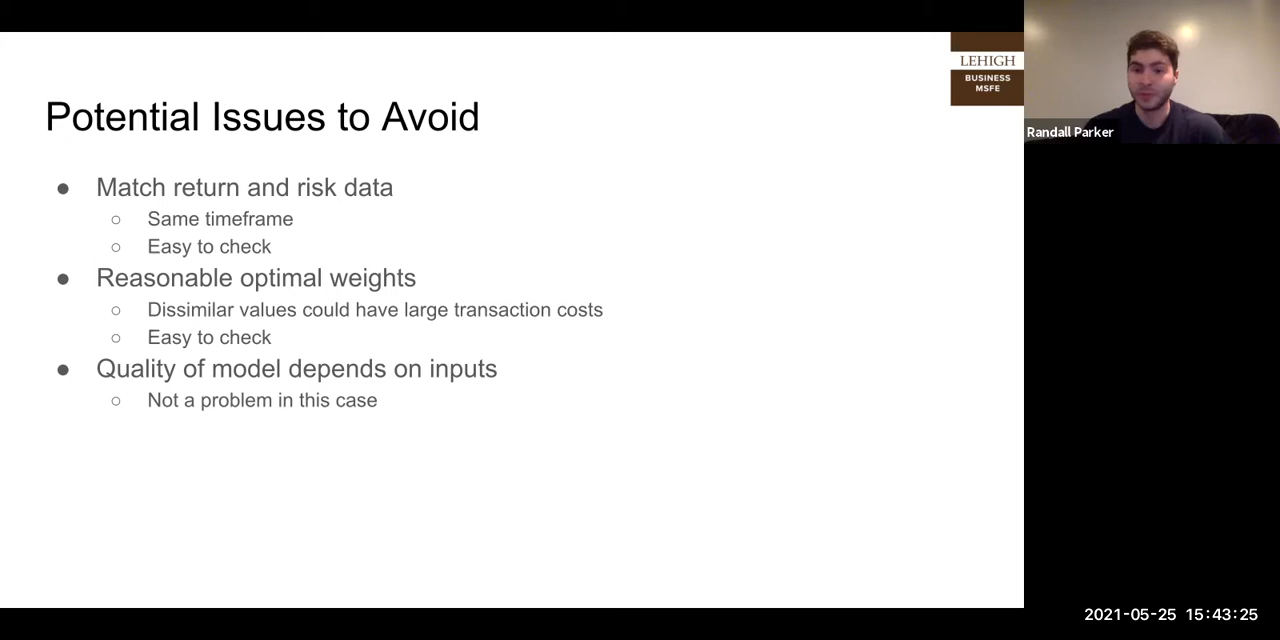 LEHIGH
BUSINESS
MSFE
Potential Issues to Avoid
● Match return and risk data
○ Same timeframe
○ Easy to check
● Reasonable optimal weights
○ Dissimilar values could have large transaction costs
○ Easy to check
● Quality of model depends on inputs
○ Not a problem in this case
Randall Parker
2021-05-25 15:43:25